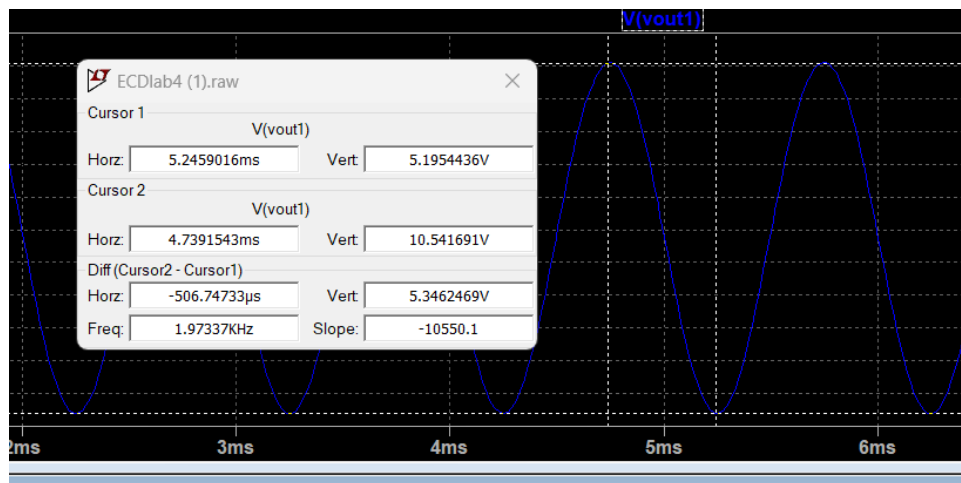 V(vout1)
ECDlab4 (1).raw
Cursor 1
V(vout1)
Horz: 5.2459016ms Vert: 5.1954436V
Cursor 2
V(vout1)
Horz: 4.7391543ms Vert: 10.541691V
Diff (Cursor2 - Cursor1)
Horz: -506.74733µs Vert: 5.3462469V
Freq: 1.97337KHz Slope: -10550.1
2ms 3ms 4ms 5ms 6ms